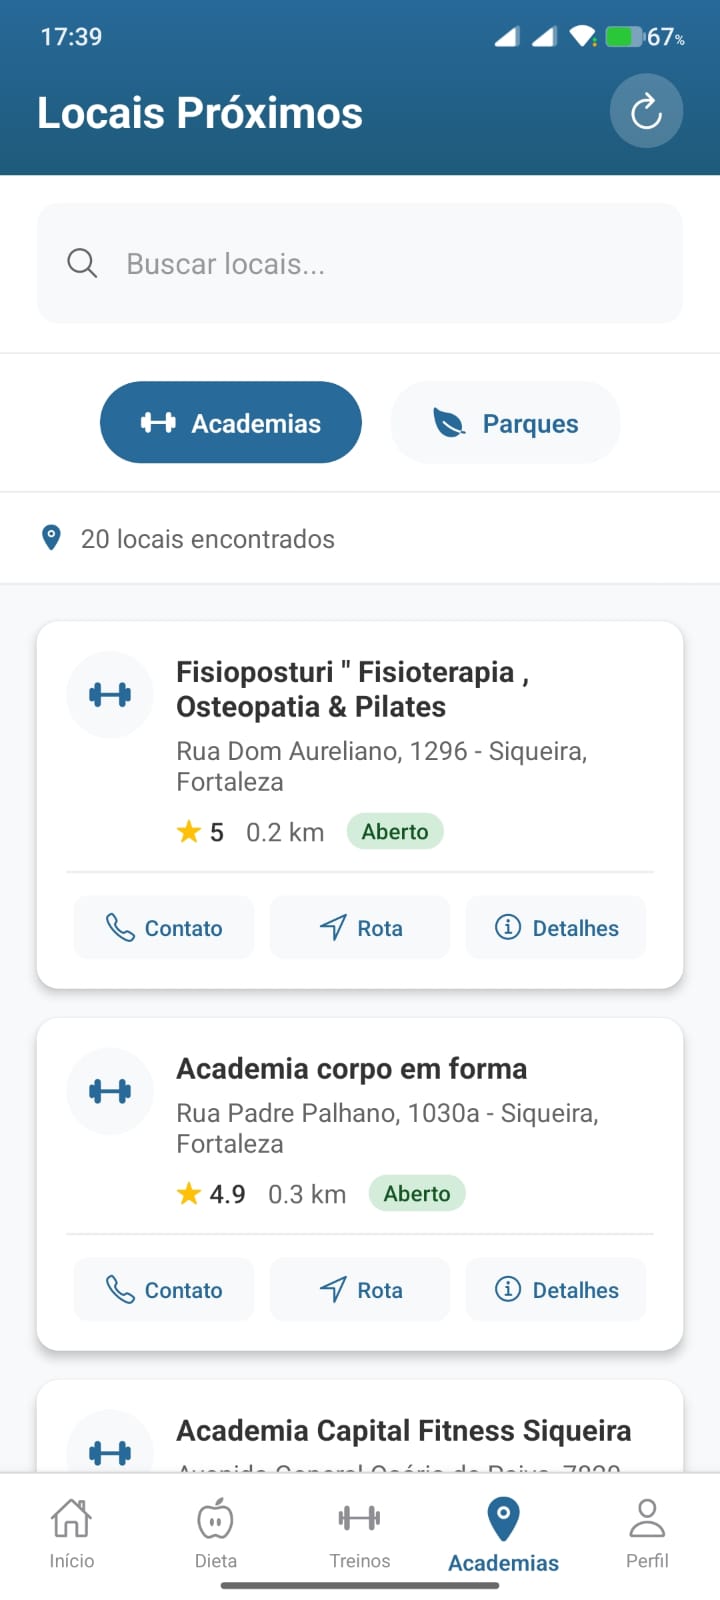 17:39
67%
Locais Próximos
Buscar locais...
Academias
Parques
20 locais encontrados
Fisioposturi " Fisioterapia ,
Osteopatia & Pilates
Rua Dom Aureliano, 1296 - Siqueira,
Fortaleza
5 0.2 km Aberto
Contato
Rota
Detalhes
Academia corpo em forma
Rua Padre Palhano, 1030a - Siqueira,
Fortaleza
4.9 0.3 km Aberto
Contato
Rota
Detalhes
Academia Capital Fitness Siqueira
Início
Dieta
Treinos
Academias
Perfil